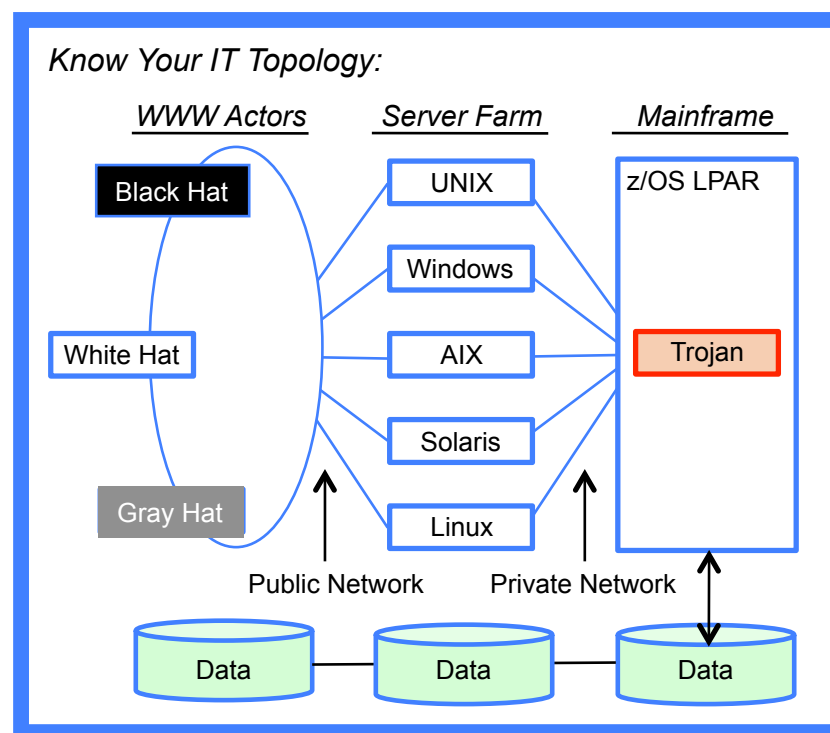 Know Your IT Topology:
WWW Actors
Server Farm
Mainframe
Black Hat
White Hat
Gray Hat
UNIX
Windows
AIX
Solaris
Linux
z/OS LPAR
Trojan
Public Network
Private Network
Data
Data
Data